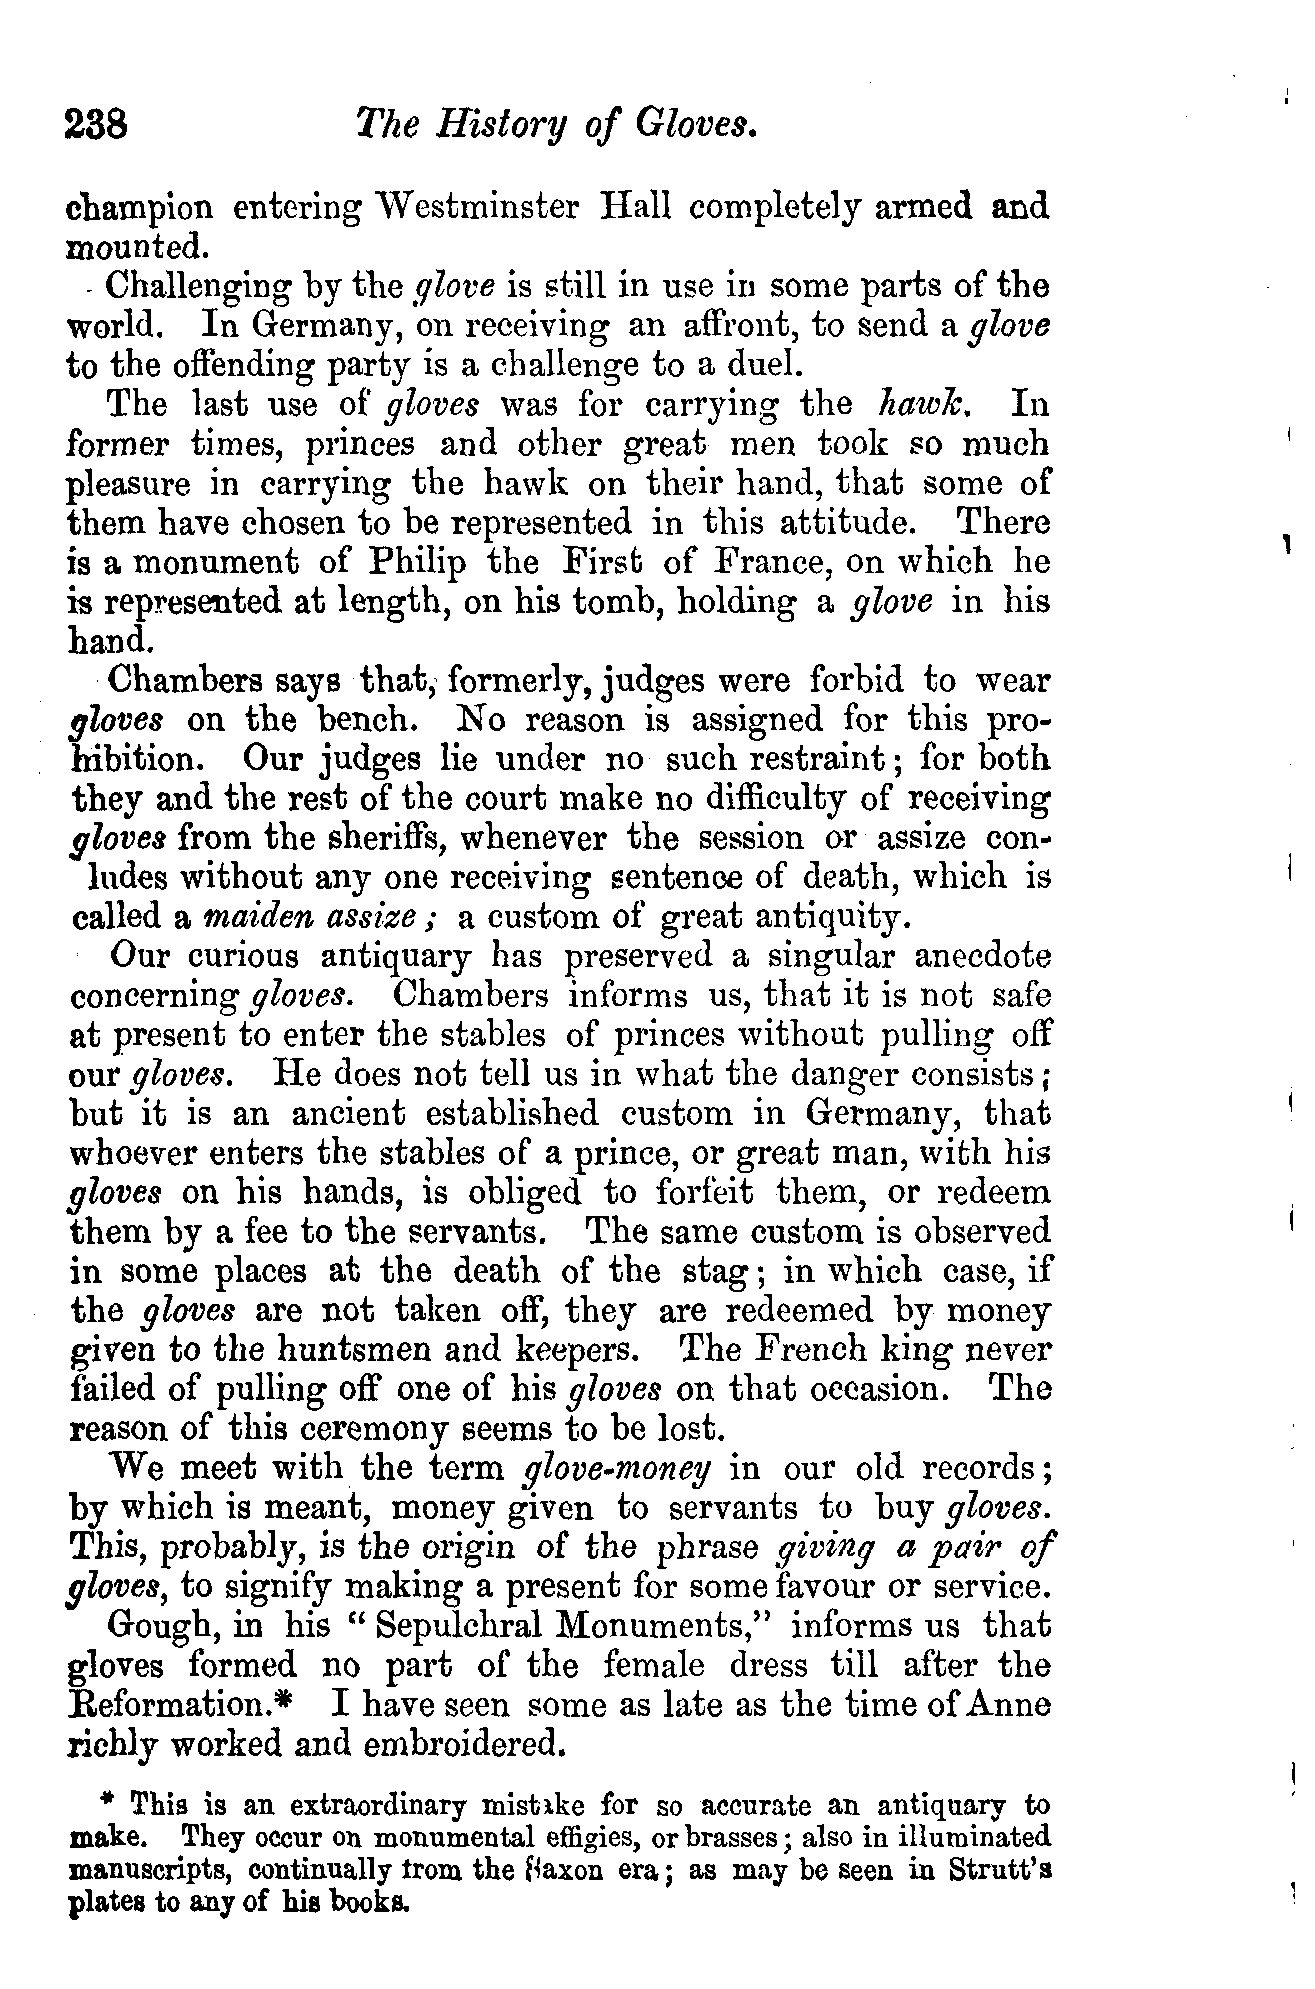 238 The History of Gloves.
champion entering Westminster Hall completely armed and
mounted.
Challenging by the glove is still in use in some parts of the
world. In Germany, on receiving an affront, to send a glove
to the offending party is a challenge to a duel.
The last use of gloves was for carrying the hawk. In
former times, princes and other great men took so much
pleasure in carrying the hawk on their hand, that some of
them have chosen to be represented in this attitude. There
is a monument of Philip the First of France, on which he
is represented at length, on his tomb, holding a glove in his
hand.
Chambers says that, formerly, judges were forbid to wear
gloves on the bench. No reason is assigned for this pro-
hibition. Our judges lie under no such restraint; for both
they and the rest of the court make no difficulty of receiving
gloves from the sheriffs, whenever the session or assize con-
ludes without any one receiving sentence of death, which is
called a maiden assize; a custom of great antiquity.
Our curious antiquary has preserved a singular anecdote
concerning gloves. Chambers informs us, that it is not safe
at present to enter the stables of princes without pulling off
our gloves. He does not tell us in what the danger consists;
but it is an ancient established custom in Germany, that
whoever enters the stables of a prince, or great man, with his
gloves on his hands, is obliged to forfeit them, or redeem
them by a fee to the servants. The same custom is observed
in some places at the death of the stag; in which case, if
the gloves are not taken off, they are redeemed by money
given to the huntsmen and keepers. The French king never
failed of pulling off one of his gloves on that occasion. The
reason of this ceremony seems to be lost.
We meet with the term glove-money in our old records;
by which is meant, money given to servants to buy gloves.
This, probably, is the origin of the phrase giving a pair of
gloves, to signify making a present for some favour or service.
Gough, in his "Sepulchral Monuments," informs us that
gloves formed no part of the female dress till after the
Reformation.* I have seen some as late as the time of Anne
richly worked and embroidered.
* This is an extraordinary mistake for so accurate an antiquary to
make. They occur on monumental effigies, or brasses; also in illuminated
manuscripts, continually from the Saxon era; as may be seen in Strutt's
plates to any of his books.